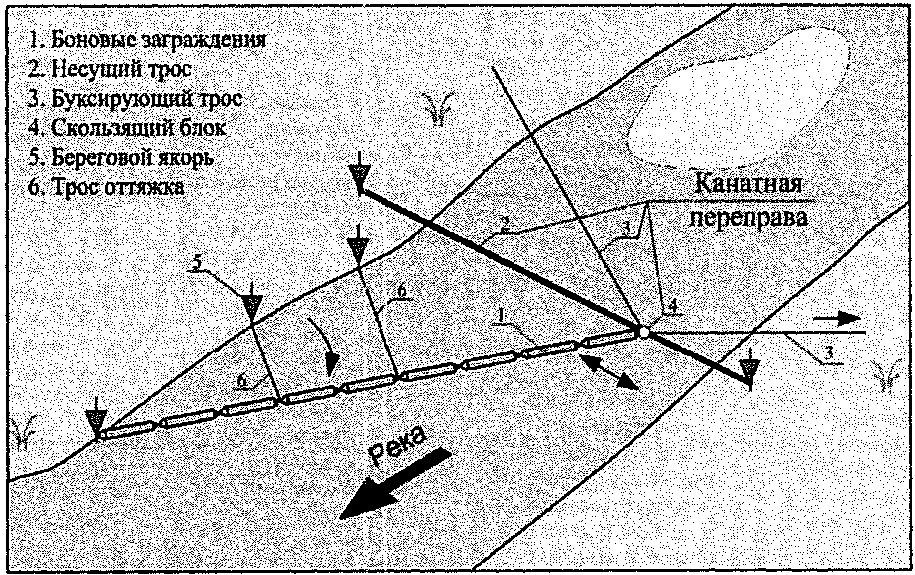 1. Боновые заграждения
2. Несущий трос
3. Буксирующий трос
4. Скользящий блок
5. Береговой якорь
6. Трос оттяжка
Канатная
переправа
2
3
5
6
4
1
3
6
Река